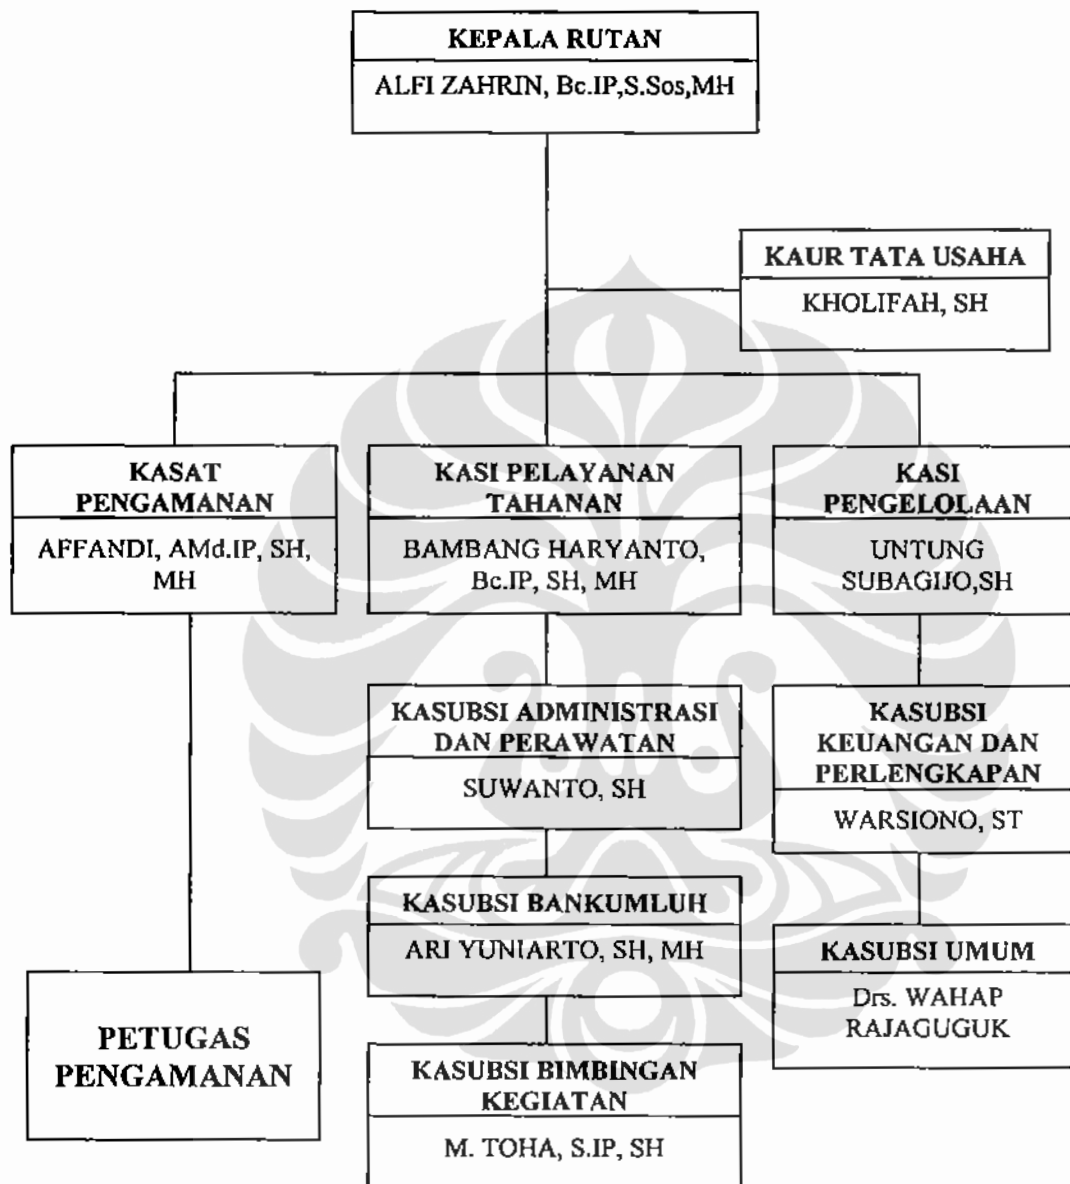 KEPALA RUTAN
ALFI ZAHRIN, Bc.IP,S.Sos,MH
KAUR TATA USAHA
KHOLIFAH, SH
KASAT
PENGAMANAN
AFFANDI, AMd.IP, SH,
MH
KASI PELAYANAN
TAHANAN
BAMBANG HARYANTO,
Bc.IP, SH, MH
KASI
PENGELOLAAN
UNTUNG
SUBAGIJO,SH
KASUBSI ADMINISTRASI
DAN PERAWATAN
SUWANTO, SH
KASUBSI
KEUANGAN DAN
PERLENGKAPAN
WARSIONO, ST
KASUBSI BANKUMLUH
ARI YUNIARTO, SH, MH
KASUBSI UMUM
Drs. WAHAP
RAJAGUGUK
PETUGAS
PENGAMANAN
KASUBSI BIMBINGAN
KEGIATAN
M. TOHA, S.IP, SH